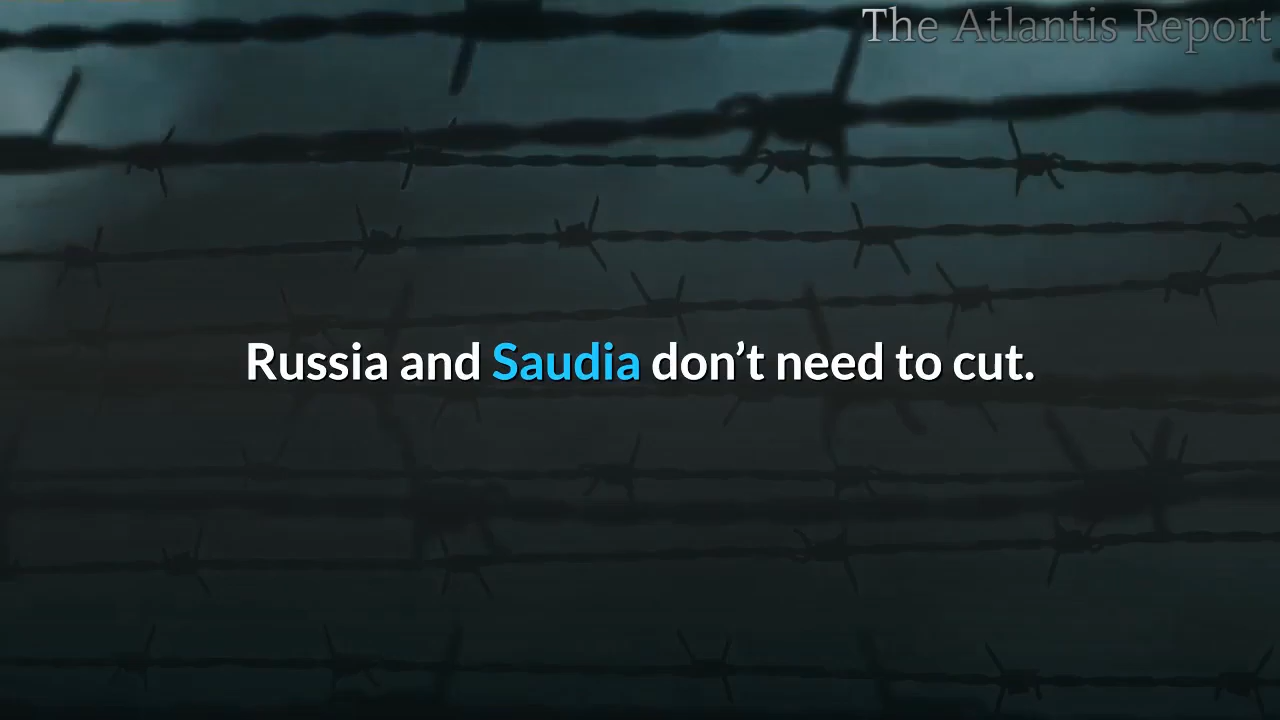 The Atlantis Report
Russia and Saudia don’t need to cut.